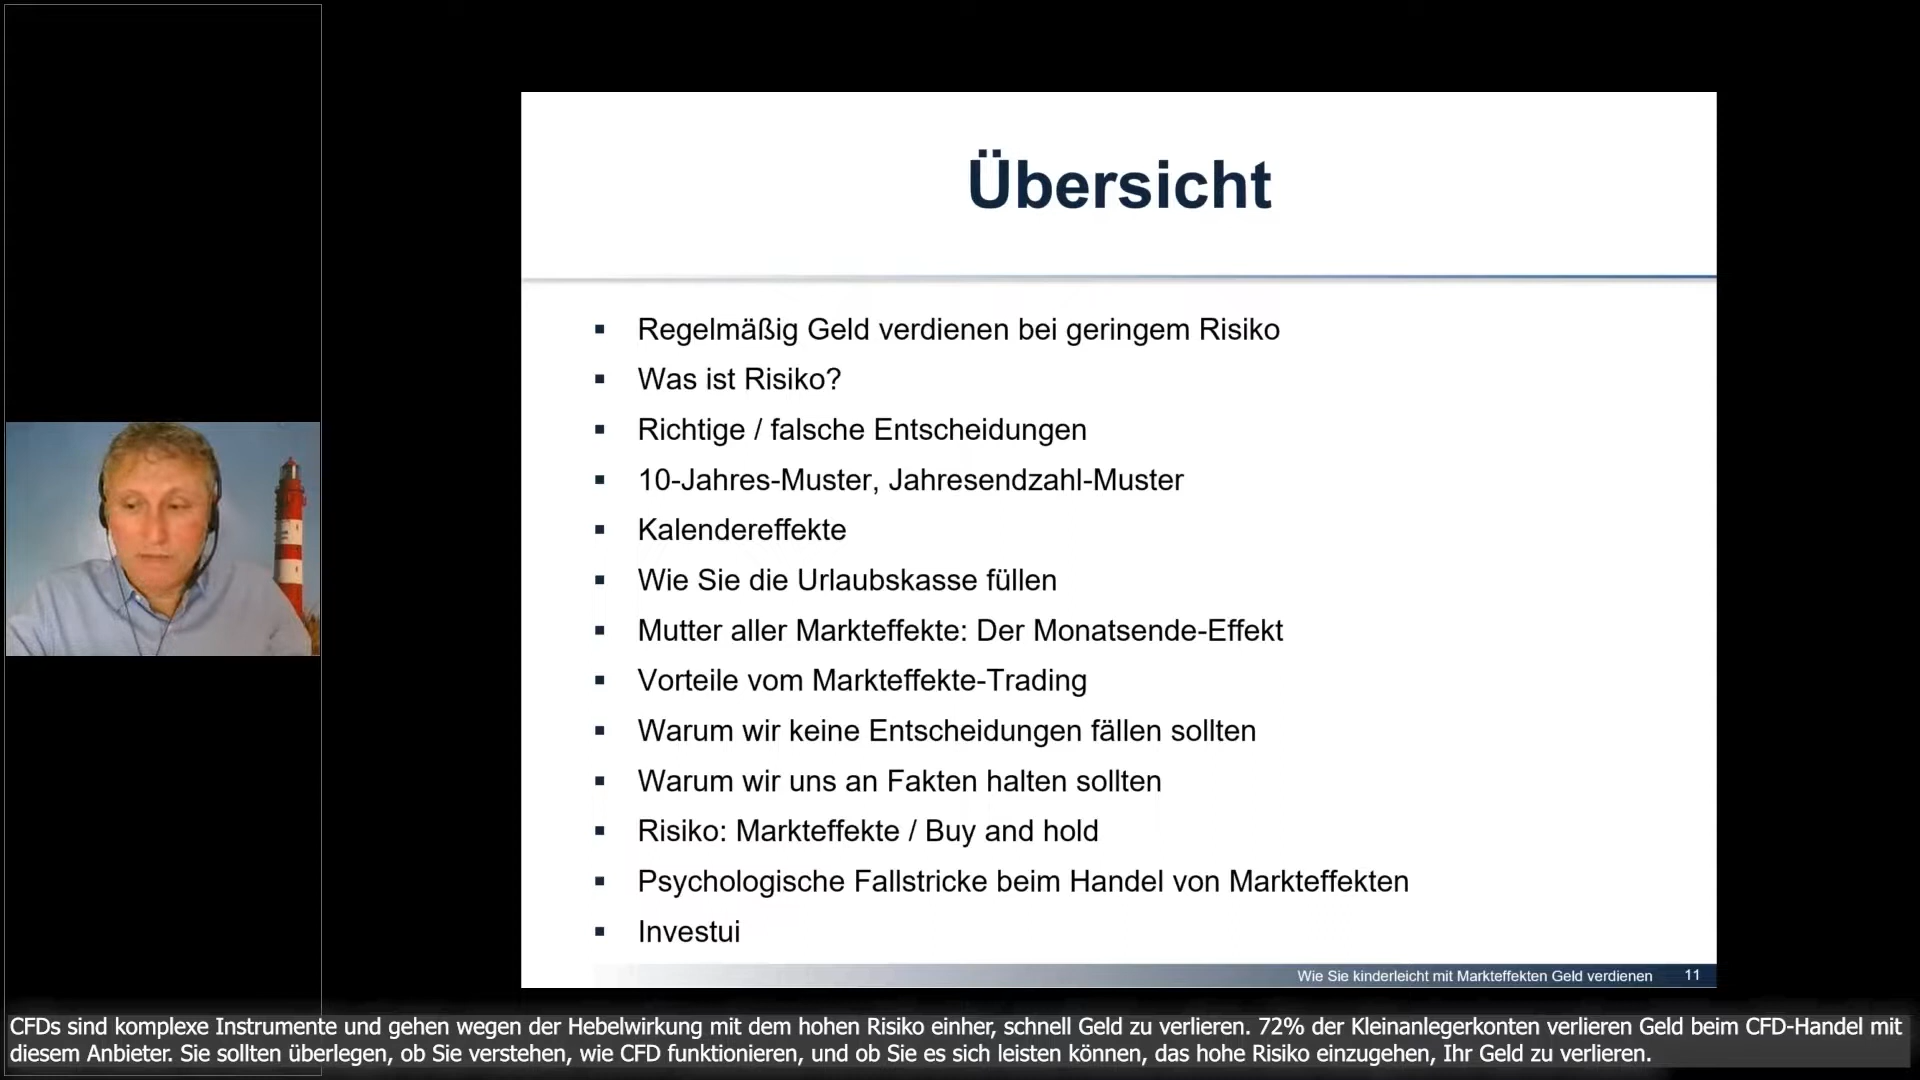 Übersicht
Regelmäßig Geld verdienen bei geringem Risiko
Was ist Risiko?
Richtige / falsche Entscheidungen
10-Jahres-Muster, Jahresendzahl-Muster
Kalendereffekte
Wie Sie die Urlaubskasse füllen
Mutter aller Markteffekte: Der Monatsende-Effekt
Vorteile vom Markteffekte-Trading
Warum wir keine Entscheidungen fällen sollten
Warum wir uns an Fakten halten sollten
Risiko: Markteffekte / Buy and hold
Psychologische Fallstricke beim Handel von Markteffekten
Investui
Wie Sie kinderleicht mit Markteffekten Geld verdienen 11
CFDs sind komplexe Instrumente und gehen wegen der Hebelwirkung mit dem hohen Risiko einher, schnell Geld zu verlieren. 72% der Kleinanlegerkonten verlieren Geld beim CFD-Handel mit
diesem Anbieter. Sie sollten überlegen, ob Sie verstehen, wie CFD funktionieren, und ob Sie es sich leisten können, das hohe Risiko einzugehen, Ihr Geld zu verlieren.